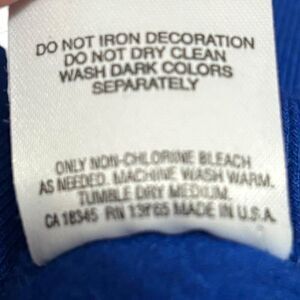 DO NOT IRON DECORATION
DO NOT DRY CLEAN
WASH DARK COLORS
SEPARATELY
ONLY NON-CHLORINE BLEACH
AS NEEDED. MACHINE WASH WARM.
TUMBLE DRY MEDIUM.
CA 18345 RN 13765 MADE IN U.S.A.